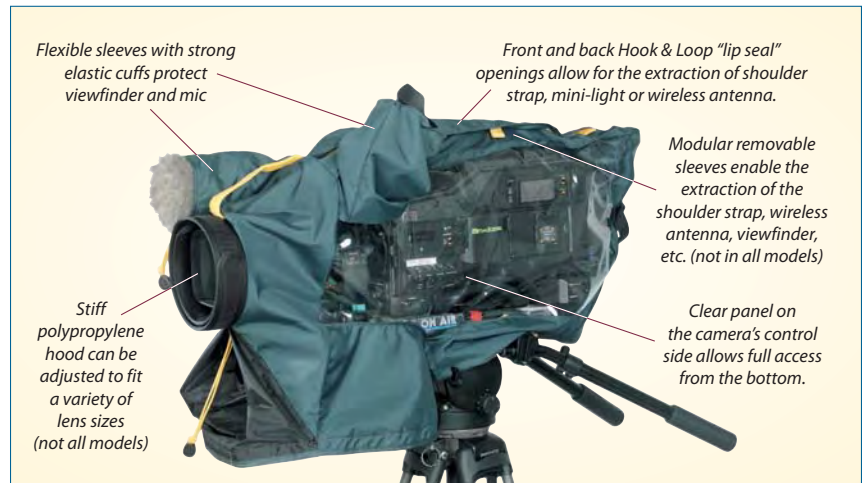 Flexible sleeves with strong
elastic cuffs protect
viewfinder and mic
Front and back Hook & Loop “lip seal”
openings allow for the extraction of shoulder
strap, mini-light or wireless antenna.
Modular removable
sleeves enable the
extraction of the
shoulder strap, wireless
antenna, viewfinder,
etc. (not in all models)
Stiff
polypropylene
hood can be
adjusted to fit
a variety of
lens sizes
(not all models)
Clear panel on
the camera’s control
side allows full access
from the bottom.
ON AIR